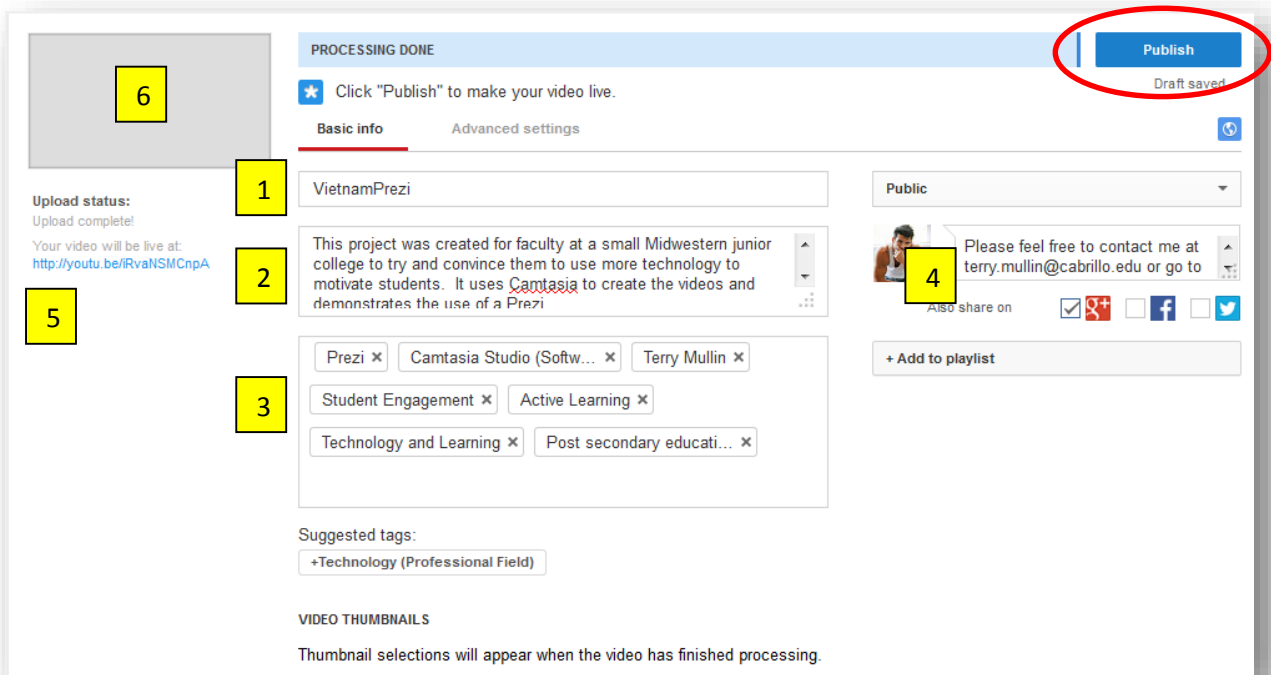 6
PROCESSING DONE
Publish
Draft saved
Click "Publish" to make your video live.
Basic info
Advanced settings
Upload status:
Upload complete!
Your video will be live at:
http://youtu.be/iRvaNSMCnpA
5
1
VietnamPrezi
2
This project was created for faculty at a small Midwestern junior
college to try and convince them to use more technology to
motivate students. It uses Camtasia to create the videos and
demonstrates the use of a Prezi
3
Prezi × Camtasia Studio (Softw... × Terry Mullin ×
Student Engagement × Active Learning ×
Technology and Learning × Post secondary educati... ×
Suggested tags:
+Technology (Professional Field)
VIDEO THUMBNAILS
Thumbnail selections will appear when the video has finished processing.
Public
Please feel free to contact me at
terry.mullin@cabrillo.edu or go to
4
Also share on
g+ f
+ Add to playlist